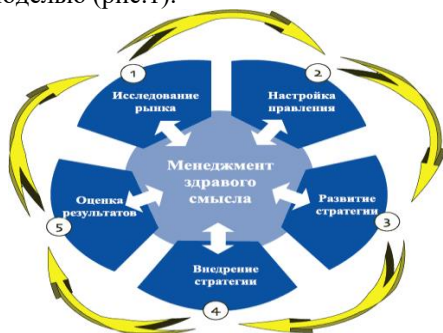 моделью (рис.1).
1
Исследование
рынка
2
Настройка
правления
Менеджмент
здравого
смысла
Развитие
стратегии
3
Внедрение
стратегии
4
Оценка
результатов
5